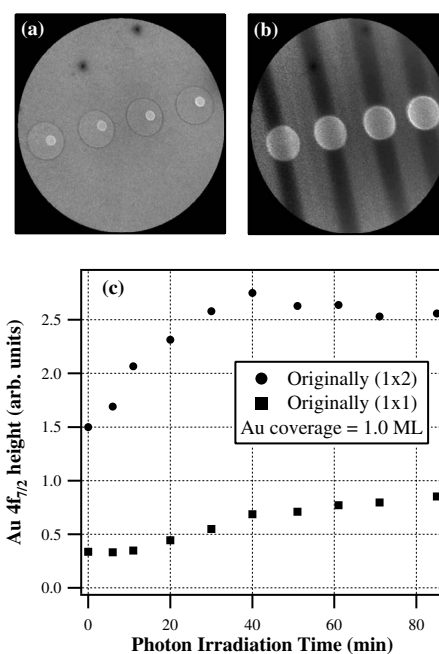 (a)
(b)
(c)
Au 4f7/2 height (arb. units)
2.5
2.0
1.5
1.0
0.5
0.0
Originally (1x2)
Originally (1x1)
Au coverage = 1.0 ML
0
20
40
60
80
Photon Irradiation Time (min)